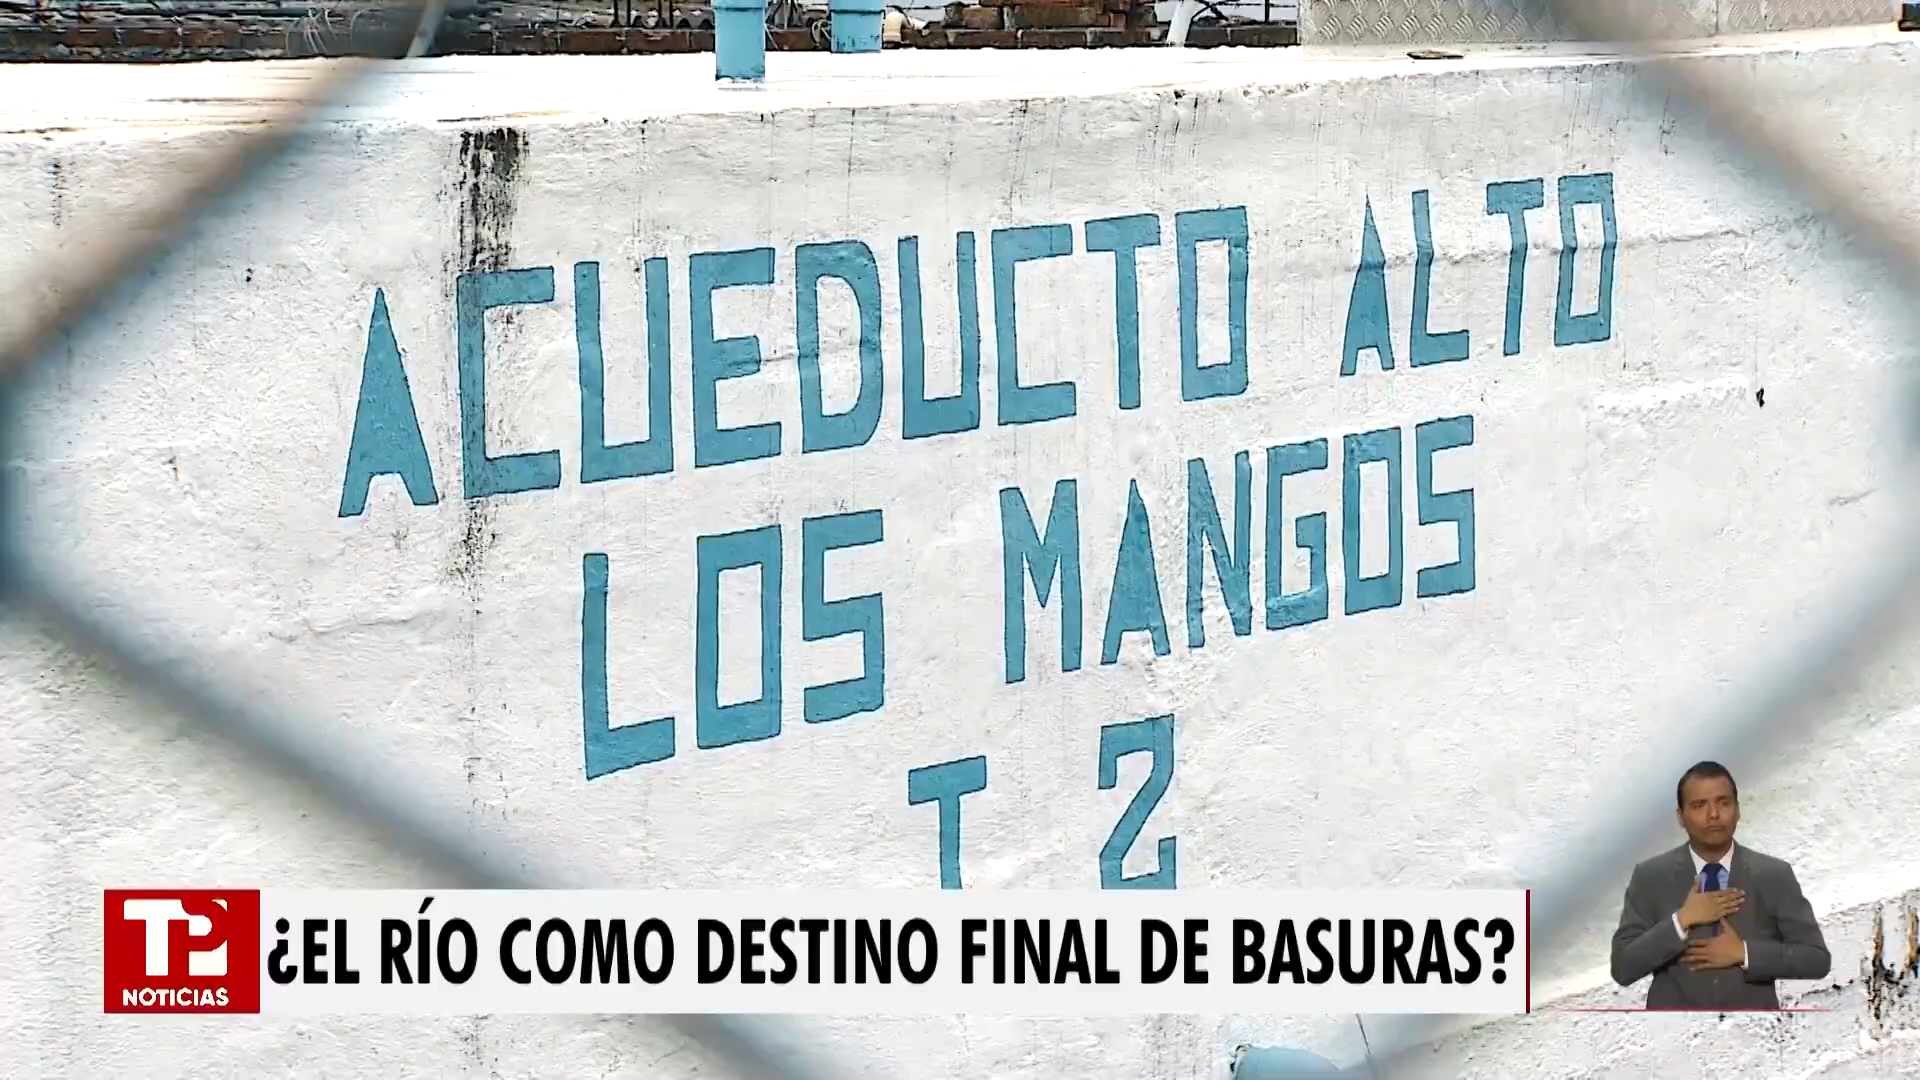 ACUEDUCTO ALTO
LOS MANGOS
T 2
TP
NOTICIAS
¿EL RÍO COMO DESTINO FINAL DE BASURAS?